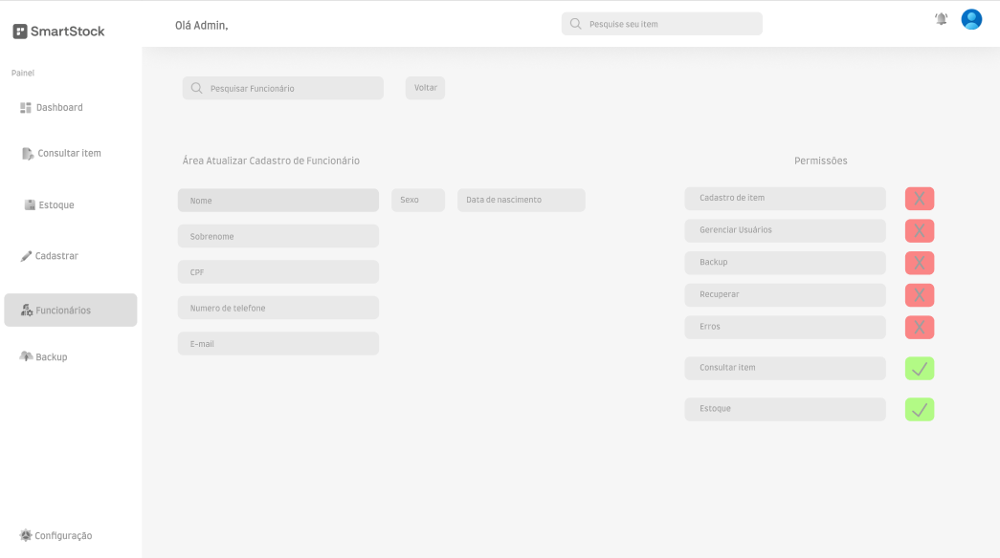 SmartStock
Olá Admin,
Pesquise seu item
Painel
Dashboard
Consultar item
Estoque
Cadastrar
Funcionários
Backup
Configuração
Pesquisar Funcionário
Voltar
Área Atualizar Cadastro de Funcionário
Nome
Sexo
Data de nascimento
Sobrenome
CPF
Numero de telefone
E-mail
Permissões
Cadastro de item
X
Gerenciar Usuários
X
Backup
X
Recuperar
X
Erros
X
Consultar item
Estoque